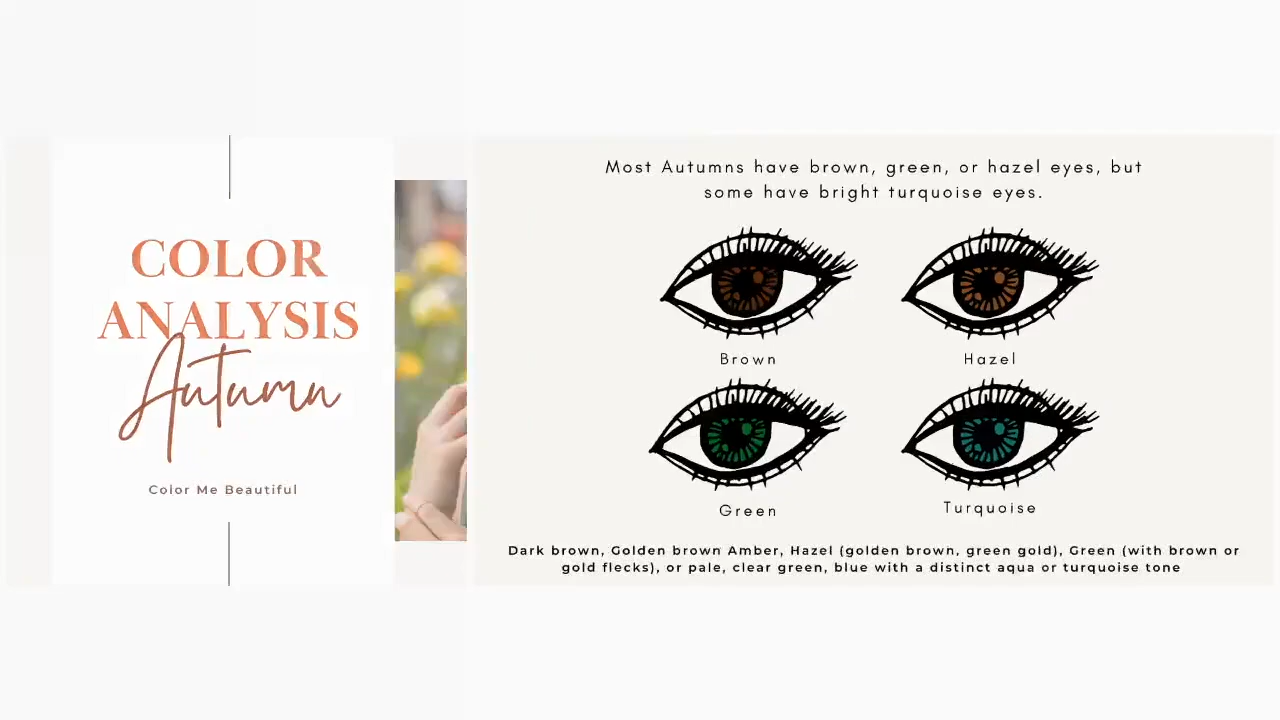 COLOR
ANALYSIS
Autumn
Color Me Beautiful
Most Autumns have brown, green, or hazel eyes, but
some have bright turquoise eyes.
Brown
Hazel
Green
Turquoise
Dark brown, Golden brown Amber, Hazel (golden brown, green gold), Green (with brown or
gold flecks), or pale, clear green, blue with a distinct aqua or turquoise tone